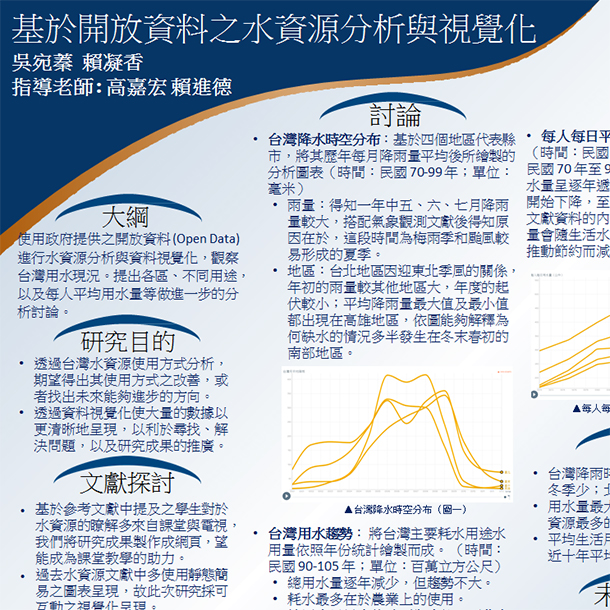 基於開放資料之水資源分析與視覺化
吳宛蓁 賴凝香
指導老師：高嘉宏 賴進德
大綱
使用政府提供之開放資料(Open Data)
進行水資源分析與資料視覺化，觀察
台灣用水現況。提出各區、不同用途，
以及每人平均用水量等做進一步的分
析討論。
研究目的
• 透過台灣水資源使用方式分析，
期望得出其使用方式之改善，或
者找出未來能夠進步的方向。
• 透過資料視覺化使大量的數據以
更清晰地呈現，以利於尋找、解
決問題，以及研究成果的推廣。
文獻探討
• 基於參考文獻中提及之學生對於
水資源的瞭解多來自課堂與電視，
我們將研究成果製作成網頁，望
能成為課堂教學的助力。
• 過去水資源文獻中多使用靜態簡
易之圖表呈現，故此次研究採可
互動之視覺化呈現。
討論
• 台灣降水時空分布：基於四個地區代表縣
市，將其歷年每月降雨量平均後所繪製的
分析圖表（時間：民國 70-99 年；單位：
毫米）
• 雨量：得知一年中五、六、七月降雨
量較大，搭配氣象觀測文獻後得知原
因在於，這段時間為梅雨季和颱風較
易形成的夏季。
• 地區：台北地區因迎東北季風的關係，
年初的雨量較其他地區大，年度的起
伏較小；平均降雨量最大值及最小值
都出現在高雄地區，依圖能夠解釋為
何缺水的情況多半發生在冬末春初的
南部地區。
▲台灣降水時空分布（圖一）
• 台灣用水趨勢： 將台灣主要耗水用途水
用量依照年份統計繪製而成。（時間：
民國 90-105 年；單位：百萬立方公尺）
• 總用水量逐年減少，但趨勢不大。
• 耗水最多在於農業上的使用。
• 每人每日平
（時間：民國
民國 70 年至 9
水量呈逐年遞
開始下降，至
文獻資料的內
量會隨生活水
推動節約而減
▲每人每
• 台灣降雨時
冬季少；北
• 用水量最大
資源最多的
• 平均生活用
近十年平均